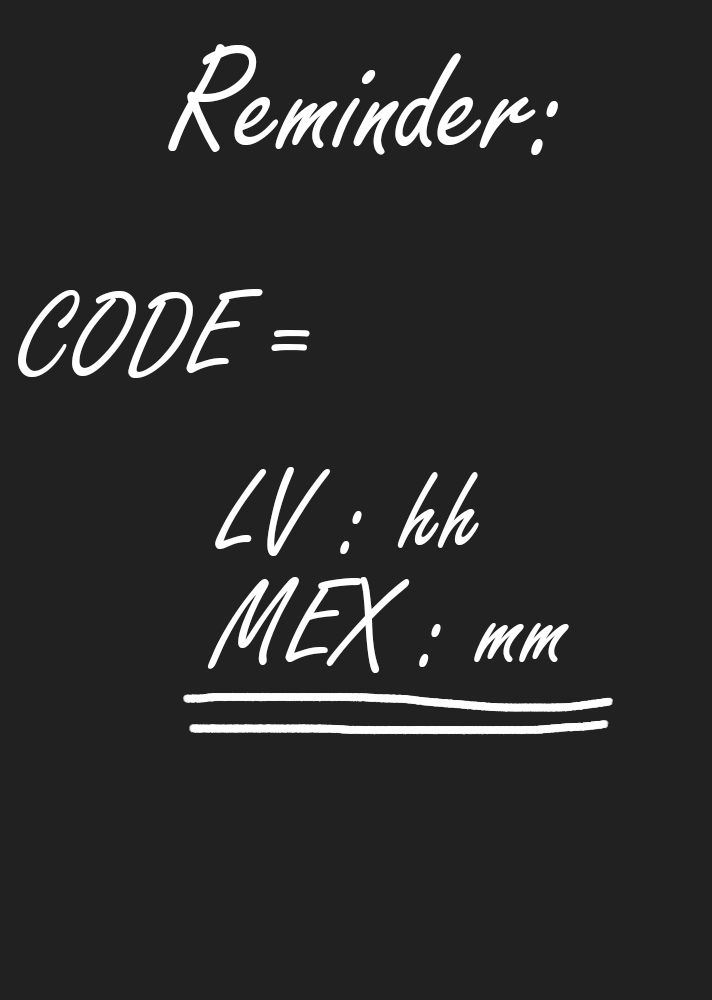 Reminder:
CODE =
LV : hh
MEX : mm